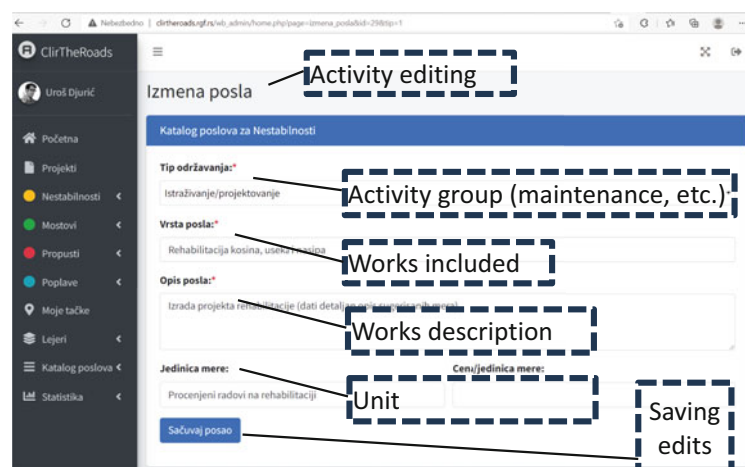 Nebezbedno | clirtheroads.rgf.rs/wb_admin/home.php?page=izmena_posla&id=298tip=1
ClirTheRoads
Uroš Djurić
Izmena posla
Activity editing
Početna
Katalog poslova za Nestabilnosti
Projekti
Tip održavanja:*
Istraživanje/projektovanje
Activity group (maintenance, etc.)
Nestabilnosti
Mostovi
Vrsta posla:*
Propusti
Rehabilitacija kosina, useka i nasipa
Works included
Poplave
Opis posla:*
Moje tačke
Izrada projekta rehabilitacije (dati detaljan opis sugerisanih mera)
Works description
Lejeri
Katalog poslova
Jedinica mere:
Cena/jedinica mere:
Statistika
Procenjeni radovi na rehabilitaciji
Unit
Sačuvaj posao
Saving
edits